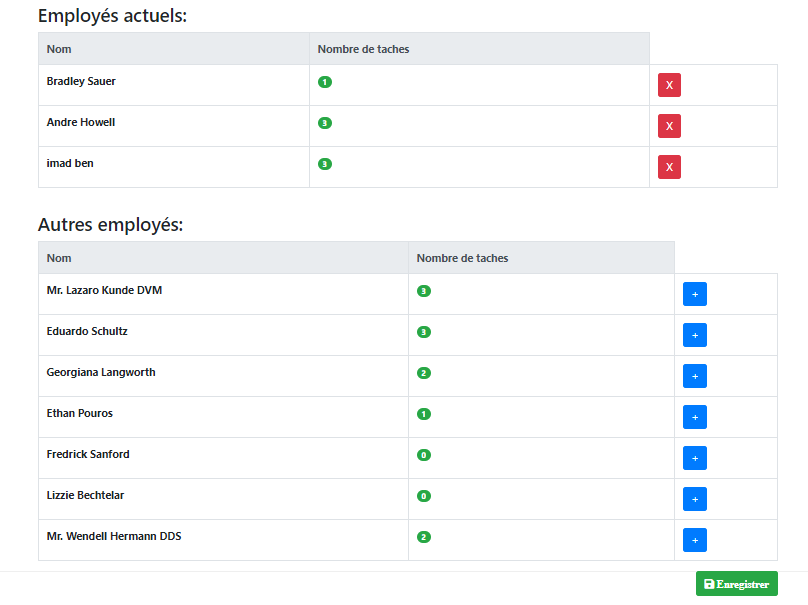 Employés actuels:
Nom Nombre de taches
Bradley Sauer 1 X
Andre Howell 3 X
imad ben 3 X
Autres employés:
Nom Nombre de taches
Mr. Lazaro Kunde DVM 3 +
Eduardo Schultz 3 +
Georgiana Langworth 2 +
Ethan Pouros 1 +
Fredrick Sanford 0 +
Lizzie Bechtelar 0 +
Mr. Wendell Hermann DDS 2 +
Enregistrer